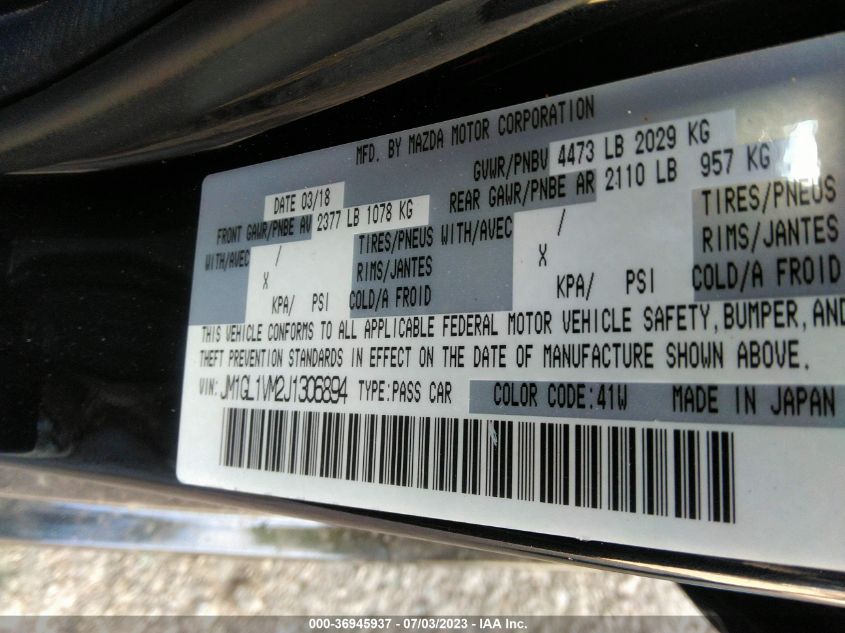 MFD. BY MAZDA MOTOR CORPORATION
DATE 03/18 GVWR/PNBV 4473 LB 2029 KG
FRONT GAWR/PNBE AV 2377 LB 1078 KG REAR GAWR/PNBE AR 2110 LB 957 KG
WITH/AVEC / TIRES/PNEUS WITH/AVEC / TIRES/PNEUS
X RIMS/JANTES X RIMS/JANTES
KPA/ PSI COLD/A FROID KPA/ PSI COLD/A FROID
THIS VEHICLE CONFORMS TO ALL APPLICABLE FEDERAL MOTOR VEHICLE SAFETY, BUMPER, AND
THEFT PREVENTION STANDARDS IN EFFECT ON THE DATE OF MANUFACTURE SHOWN ABOVE.
VIN: JM1GL1VM2J1306894 TYPE:PASS CAR COLOR CODE:41W MADE IN JAPAN
000-36945937 - 07/03/2023 - IAA Inc.